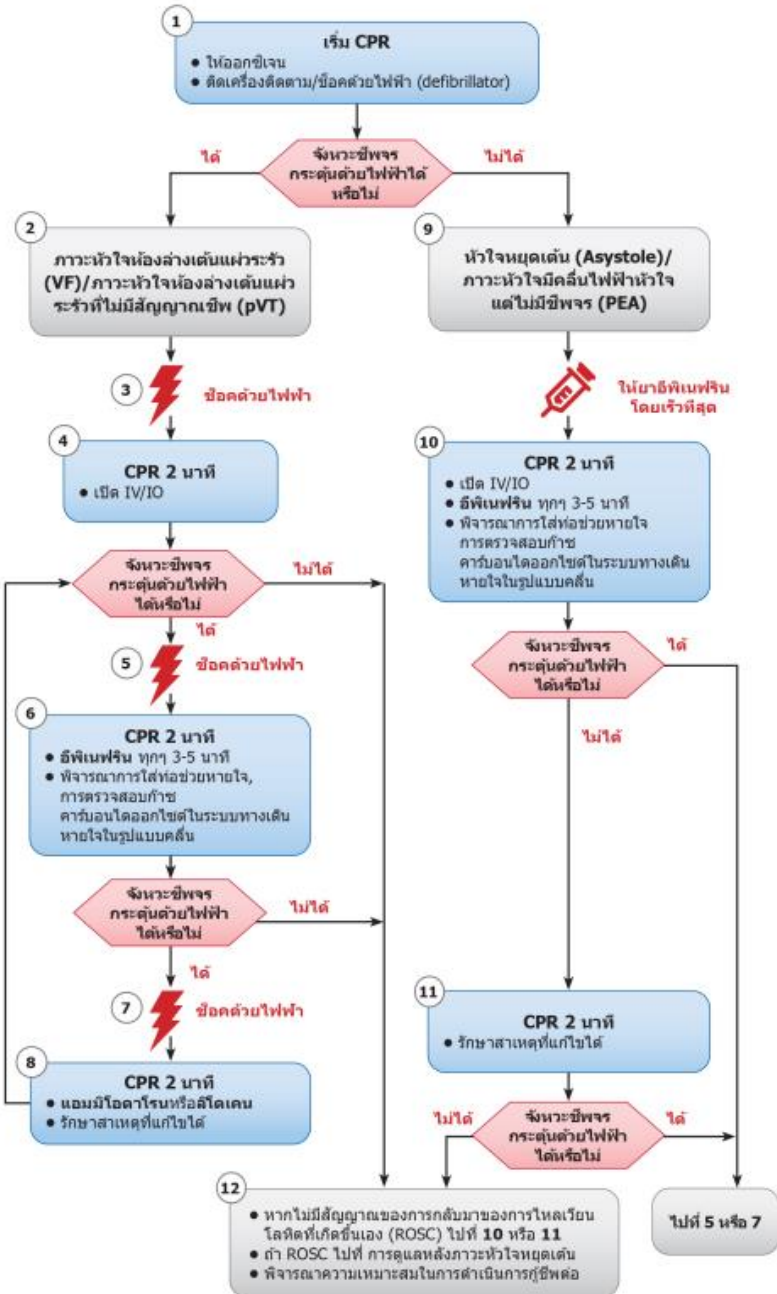 1
เริ่ม CPR
● ให้ออกซิเจน
● ติดเครื่องติดตาม/ช็อคด้วยไฟฟ้า (defibrillator)
จังหวะชีพจร
กระตุ้นด้วยไฟฟ้าได้
หรือไม่
ได้
ไม่ได้
2
ภาวะหัวใจห้องล่างเต้นแผ่วระรัว
(VF)/ภาวะหัวใจห้องล่างเต้นแผ่ว
ระรัวที่ไม่มีสัญญาณชีพ (pVT)
3
ช็อคด้วยไฟฟ้า
4
CPR 2 นาที
● เปิด IV/IO
จังหวะชีพจร
กระตุ้นด้วยไฟฟ้า
ได้หรือไม่
ไม่ได้
ได้
5
ช็อคด้วยไฟฟ้า
6
CPR 2 นาที
● อีพิเนฟริน ทุกๆ 3-5 นาที
● พิจารณาการใส่ท่อช่วยหายใจ,
การตรวจสอบก๊าซ
คาร์บอนไดออกไซด์ในระบบทางเดิน
หายใจในรูปแบบคลื่น
จังหวะชีพจร
กระตุ้นด้วยไฟฟ้า
ได้หรือไม่
ไม่ได้
ได้
7
ช็อคด้วยไฟฟ้า
8
CPR 2 นาที
● แอมมิโอดาโรนหรือลิโดเคน
● รักษาสาเหตุที่แก้ไขได้
9
หัวใจหยุดเต้น (Asystole)/
ภาวะหัวใจมีคลื่นไฟฟ้าหัวใจ
แต่ไม่มีชีพจร (PEA)
ให้ยาอีพิเนฟริน
โดยเร็วที่สุด
10
CPR 2 นาที
● เปิด IV/IO
● อีพิเนฟริน ทุกๆ 3-5 นาที
● พิจารณาการใส่ท่อช่วยหายใจ
การตรวจสอบก๊าซ
คาร์บอนไดออกไซด์ในระบบทางเดิน
หายใจในรูปแบบคลื่น
จังหวะชีพจร
กระตุ้นด้วยไฟฟ้า
ได้หรือไม่
ได้
ไม่ได้
11
CPR 2 นาที
● รักษาสาเหตุที่แก้ไขได้
จังหวะชีพจร
กระตุ้นด้วยไฟฟ้า
ได้หรือไม่
ไม่ได้
ได้
12
● หากไม่มีสัญญาณของการกลับมาของการไหลเวียน
โลหิตที่เกิดขึ้นเอง (ROSC) ไปที่ 10 หรือ 11
● ถ้า ROSC ไปที่ การดูแลหลังภาวะหัวใจหยุดเต้น
● พิจารณาความเหมาะสมในการดำเนินการกู้ชีพต่อ
ไปที่ 5 หรือ 7